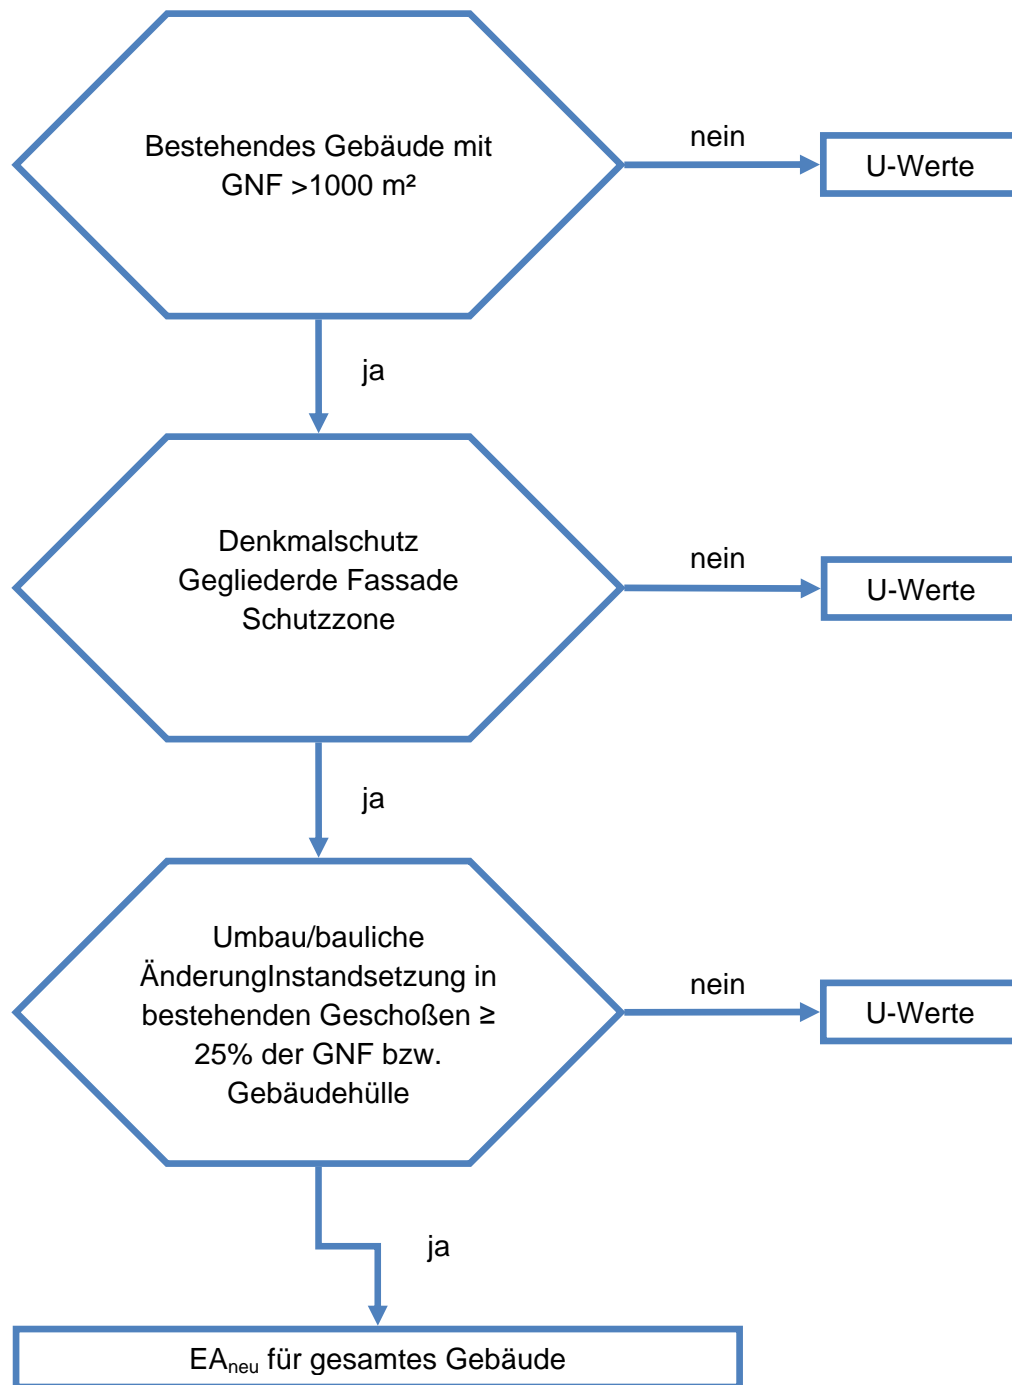 Bestehendes Gebäude mit
GNF >1000 m²
nein
U-Werte
ja
Denkmalschutz
Gegliederde Fassade
Schutzzone
nein
U-Werte
ja
Umbau/bauliche
ÄnderungInstandsetzung in
bestehenden Geschoßen ≥
25% der GNF bzw.
Gebäudehülle
nein
U-Werte
ja
EAneu für gesamtes Gebäude